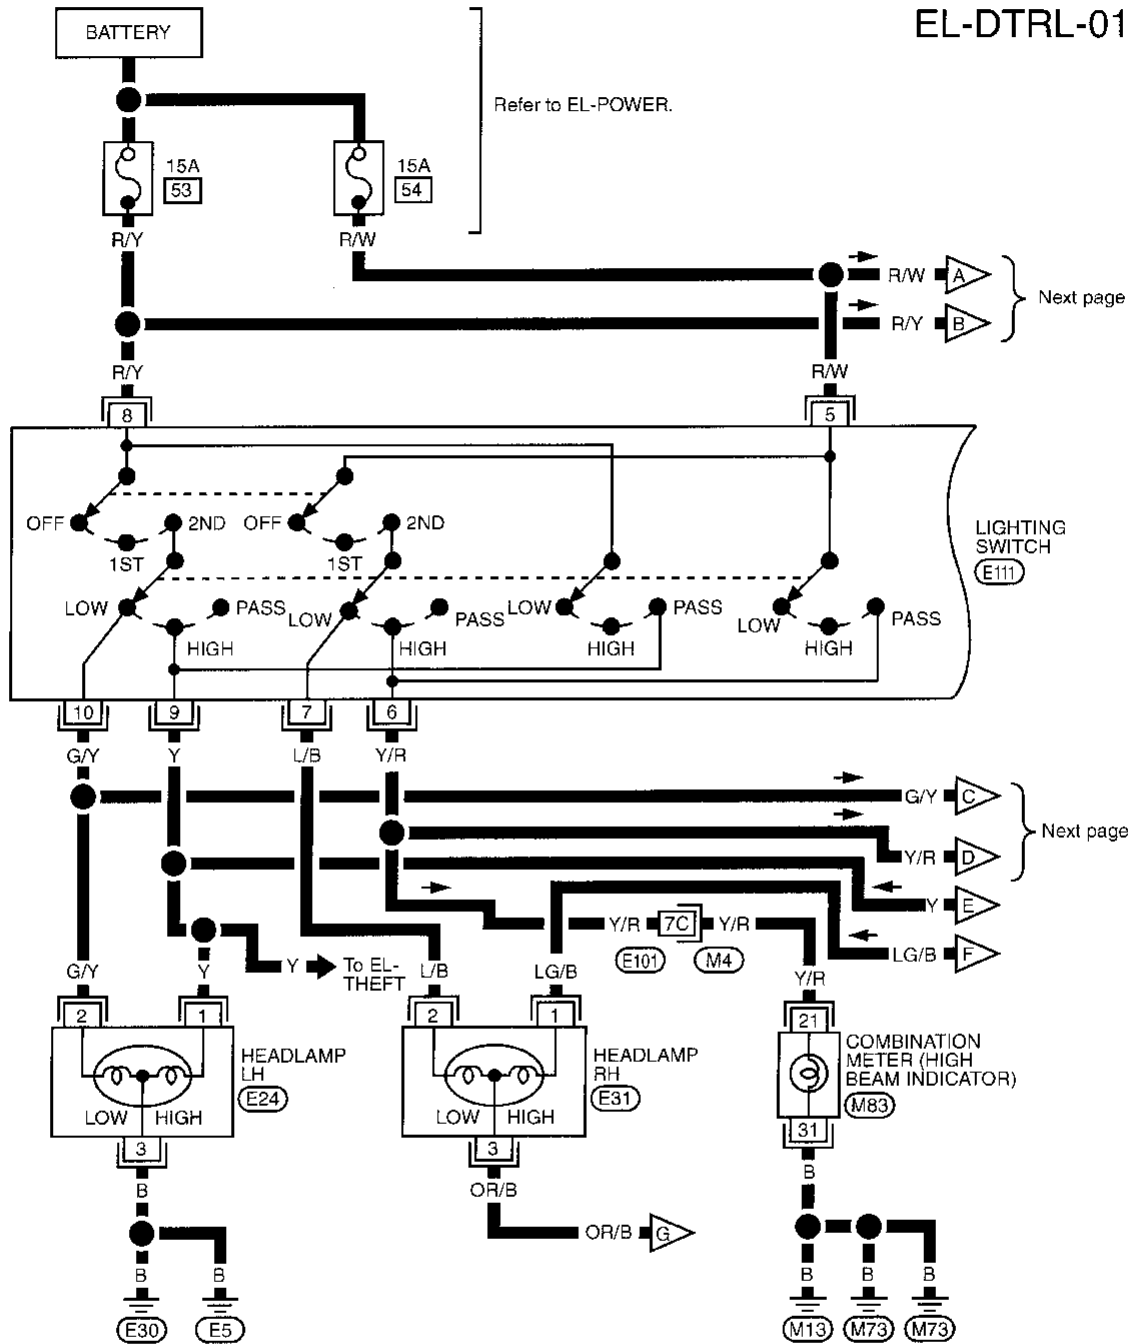 EL-DTRL-01
BATTERY
Refer to EL-POWER.
15A
53
15A
54
R/Y
R/W
R/W
A
Next page
R/Y
B
R/Y
R/W
8
5
OFF
2ND
OFF
2ND
1ST
1ST
LIGHTING
SWITCH
E111
LOW
PASS
LOW
PASS
LOW
PASS
LOW
PASS
HIGH
HIGH
HIGH
HIGH
10
9
7
6
G/Y
Y
L/B
Y/R
G/Y
C
Next page
Y/R
D
Y
E
Y/R
7C
Y/R
E101
M4
LG/B
F
G/Y
Y
Y
To EL-
THEFT
L/B
LG/B
Y/R
2
1
2
1
21
HEADLAMP
LH
E24
HEADLAMP
RH
E31
COMBINATION
METER (HIGH
BEAM INDICATOR)
M83
LOW
HIGH
LOW
HIGH
3
3
31
B
OR/B
B
OR/B
G
B
B
B
B
B
E30
E5
M13
M73
M73